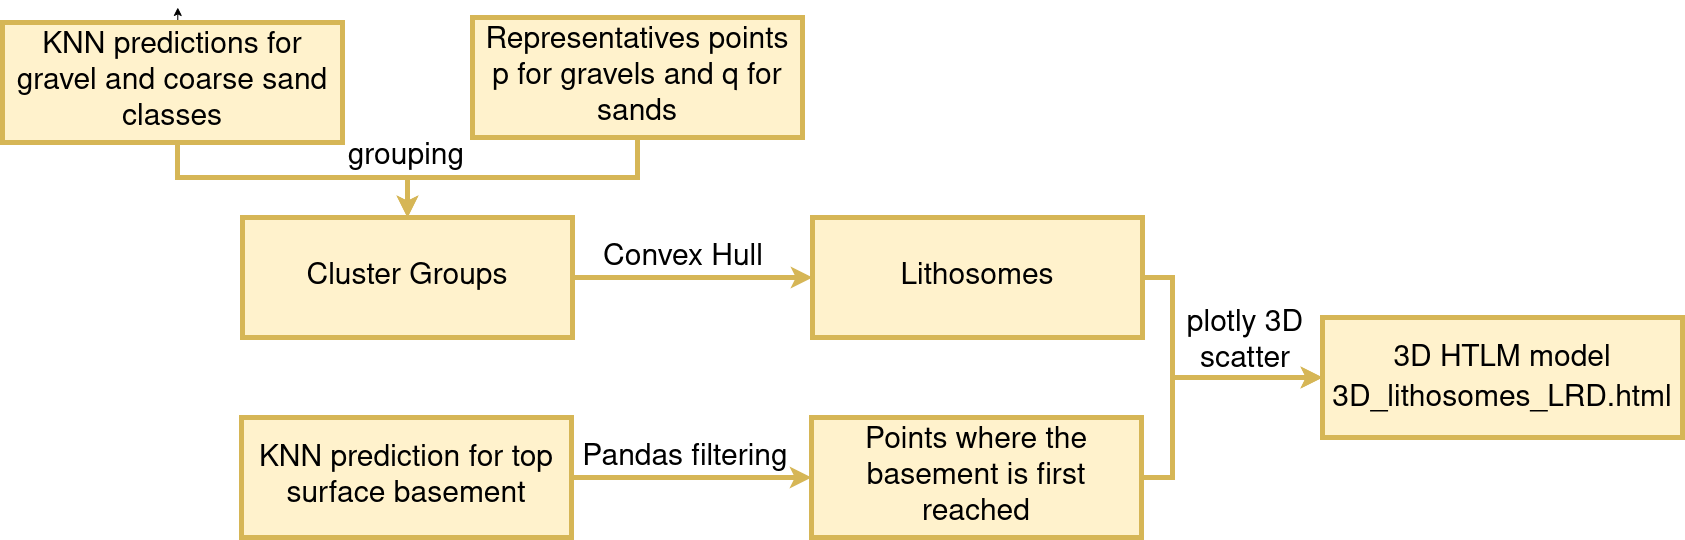 KNN predictions for
gravel and coarse sand
classes
Representatives points
p for gravels and q for
sands
grouping
Cluster Groups
Convex Hull
Lithosomes
plotly 3D
scatter
3D HTLM model
3D_lithosomes_LRD.html
KNN prediction for top
surface basement
Pandas filtering
Points where the
basement is first
reached